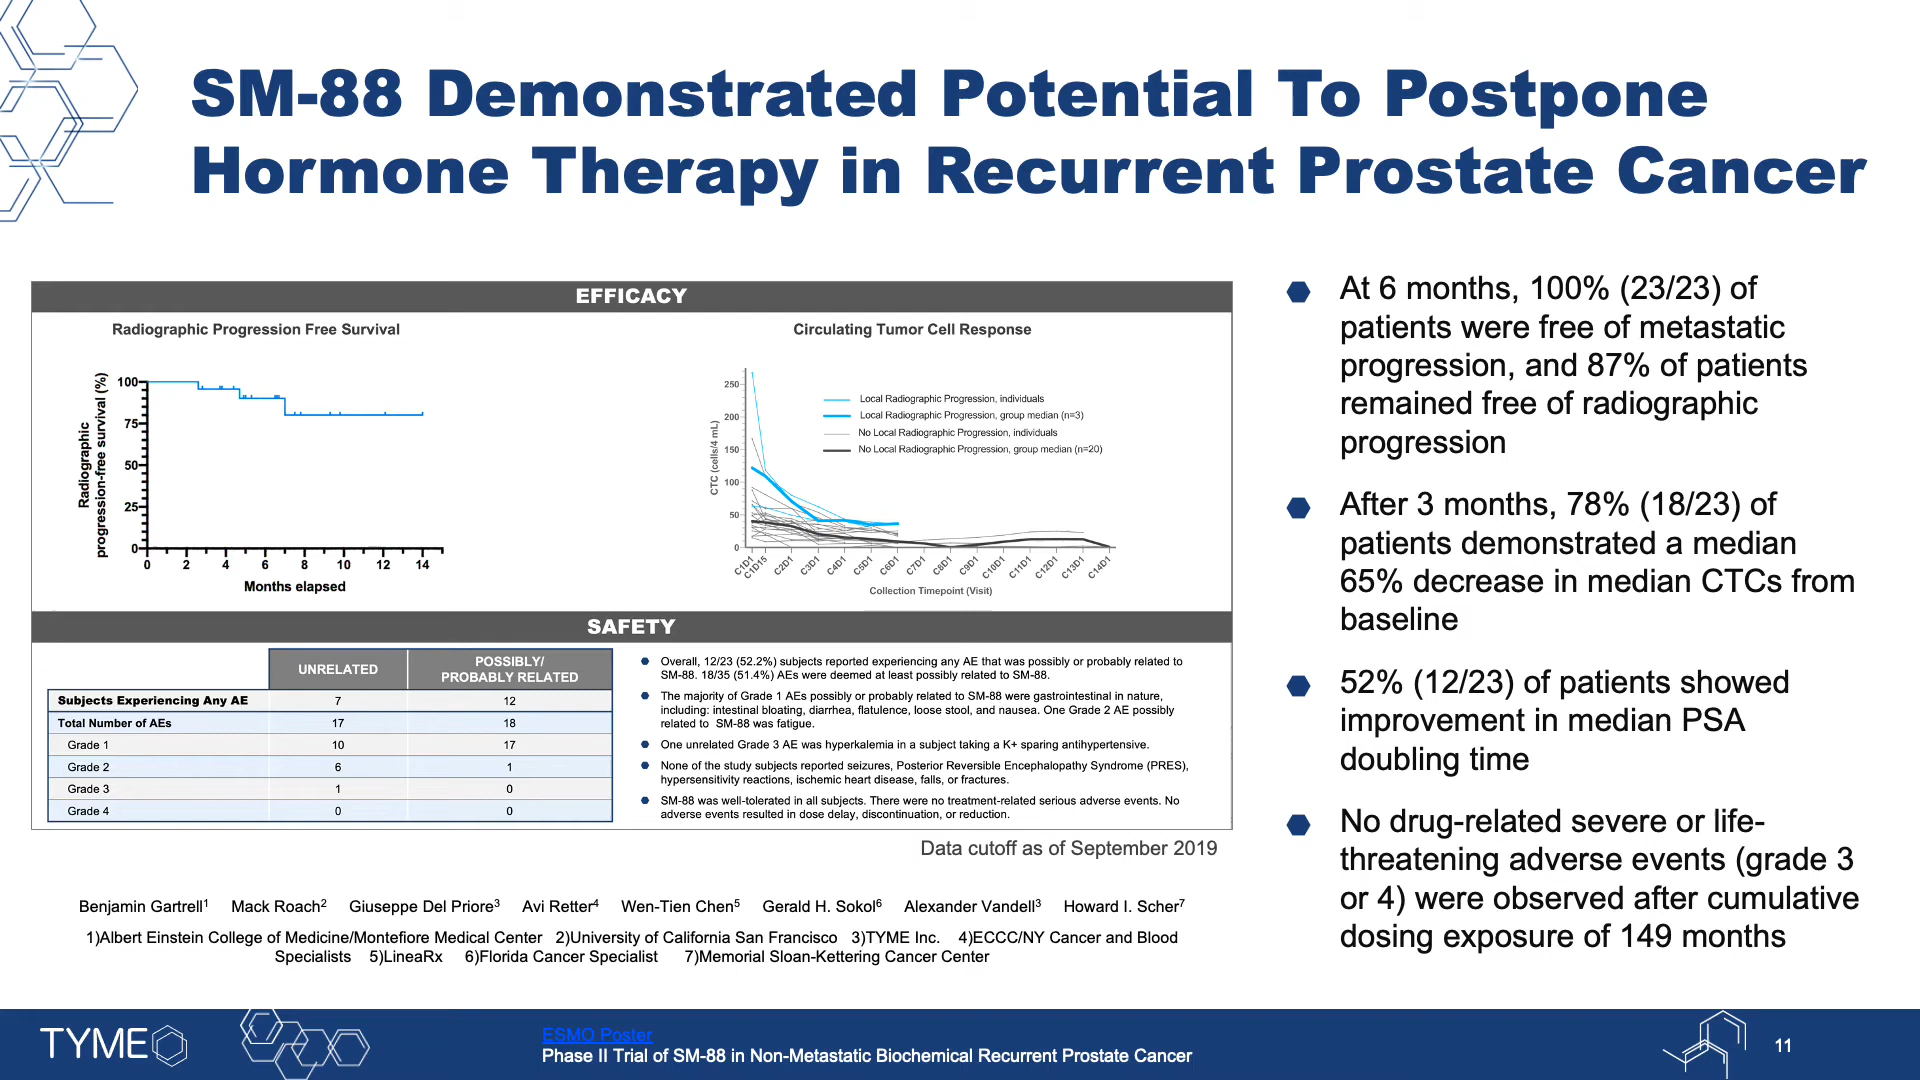 SM-88 Demonstrated Potential To Postpone
Hormone Therapy in Recurrent Prostate Cancer
EFFICACY
Radiographic Progression Free Survival
Radiographic
progression-free survival (%)
100
75
50
25
0
0 2 4 6 8 10 12 14
Months elapsed
Circulating Tumor Cell Response
CTC (cells/4 mL)
250
200
150
100
50
0
Local Radiographic Progression, individuals
Local Radiographic Progression, group median (n=3)
No Local Radiographic Progression, individuals
No Local Radiographic Progression, group median (n=20)
C1D1 C1D15 C2D1 C3D1 C4D1 C5D1 C6D1 C7D1 C8D1 C9D1 C10D1 C11D1 C12D1 C13D1 C14D1
Collection Timepoint (Visit)
SAFETY
UNRELATED POSSIBLY/
PROBABLY RELATED
Subjects Experiencing Any AE 7 12
Total Number of AEs 17 18
Grade 1 10 17
Grade 2 6 1
Grade 3 1 0
Grade 4 0 0
Overall, 12/23 (52.2%) subjects reported experiencing any AE that was possibly or probably related to
SM-88. 18/35 (51.4%) AEs were deemed at least possibly related to SM-88.
The majority of Grade 1 AEs possibly or probably related to SM-88 were gastrointestinal in nature,
including: intestinal bloating, diarrhea, flatulence, loose stool, and nausea. One Grade 2 AE possibly
related to SM-88 was fatigue.
One unrelated Grade 3 AE was hyperkalemia in a subject taking a K+ sparing antihypertensive.
None of the study subjects reported seizures, Posterior Reversible Encephalopathy Syndrome (PRES),
hypersensitivity reactions, ischemic heart disease, falls, or fractures.
SM-88 was well-tolerated in all subjects. There were no treatment-related serious adverse events. No
adverse events resulted in dose delay, discontinuation, or reduction.
Data cutoff as of September 2019
Benjamin Gartrell1 Mack Roach2 Giuseppe Del Priore3 Avi Retter4 Wen-Tien Chen5 Gerald H. Sokol6 Alexander Vandell3 Howard I. Scher7
1)Albert Einstein College of Medicine/Montefiore Medical Center 2)University of California San Francisco 3)TYME Inc. 4)ECCC/NY Cancer and Blood
Specialists 5)LineaRx 6)Florida Cancer Specialist 7)Memorial Sloan-Kettering Cancer Center
At 6 months, 100% (23/23) of
patients were free of metastatic
progression, and 87% of patients
remained free of radiographic
progression
After 3 months, 78% (18/23) of
patients demonstrated a median
65% decrease in median CTCs from
baseline
52% (12/23) of patients showed
improvement in median PSA
doubling time
No drug-related severe or life-
threatening adverse events (grade 3
or 4) were observed after cumulative
dosing exposure of 149 months
TYME
ESMO Poster
Phase II Trial of SM-88 in Non-Metastatic Biochemical Recurrent Prostate Cancer
11